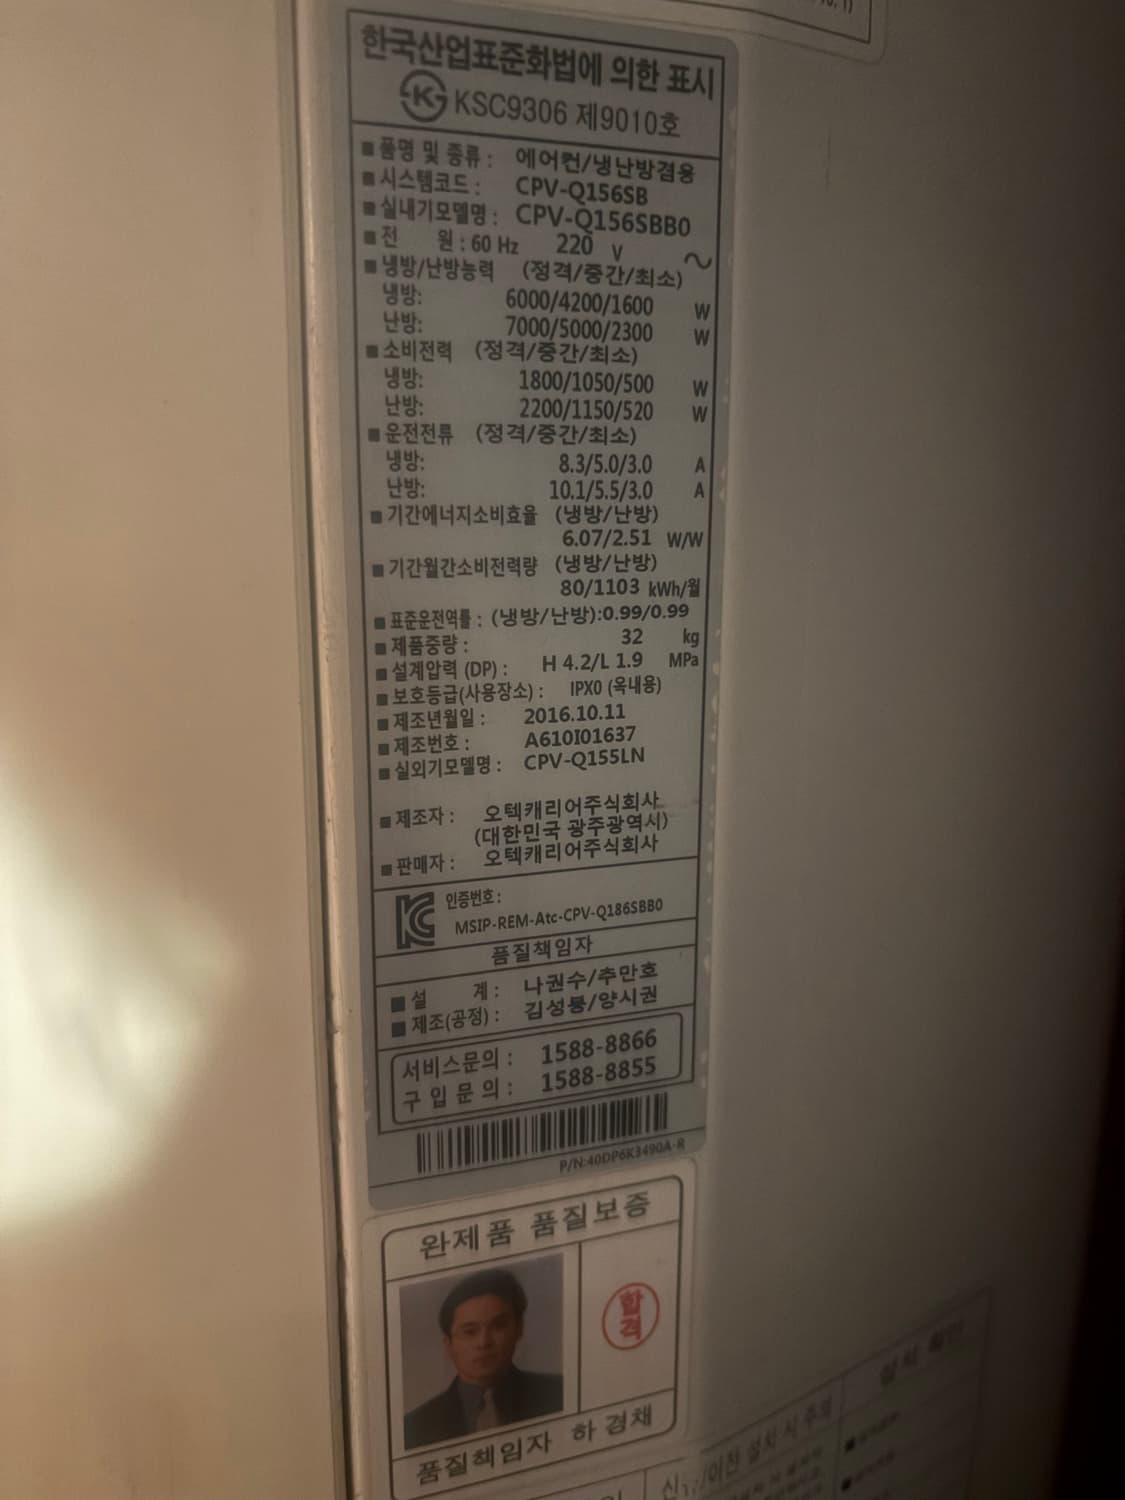 한국산업표준화법에 의한 표시
KSC9306 제9010호
■ 품명 및 종류 : 에어컨/냉난방겸용
■ 시스템코드 : CPV-Q156SB
■ 실내기모델명 : CPV-Q156SBB0
■ 전 원 : 60 Hz 220 V ~
■ 냉방/난방능력 (정격/중간/최소)
냉방: 6000/4200/1600 W
난방: 7000/5000/2300 W
■ 소비전력 (정격/중간/최소)
냉방: 1800/1050/500 W
난방: 2200/1150/520 W
■ 운전전류 (정격/중간/최소)
냉방: 8.3/5.0/3.0 A
난방: 10.1/5.5/3.0 A
■ 기간에너지소비효율 (냉방/난방)
6.07/2.51 W/W
■ 기간월간소비전력량 (냉방/난방)
80/1103 kWh/월
■ 표준운전역률 : (냉방/난방):0.99/0.99
■ 제품중량 : 32 kg
■ 설계압력 (DP) : H 4.2/L 1.9 MPa
■ 보호등급(사용장소) : IPX0 (옥내용)
■ 제조년월일 : 2016.10.11
■ 제조번호 : A610I01637
■ 실외기모델명 : CPV-Q155LN
■ 제조자 : 오텍캐리어주식회사
(대한민국 광주광역시)
■ 판매자 : 오텍캐리어주식회사
인증번호 :
MSIP-REM-Atc-CPV-Q186SBB0
품질책임자
■ 설 계 : 나권수/추만호
■ 제조(공정) : 김성룡/양시권
서비스문의 : 1588-8866
구입문의 : 1588-8855
P/N:40DP6K3490A-R
완제품 품질보증
합격
품질책임자 하경채
이전 설치 시 주의
설치 확인